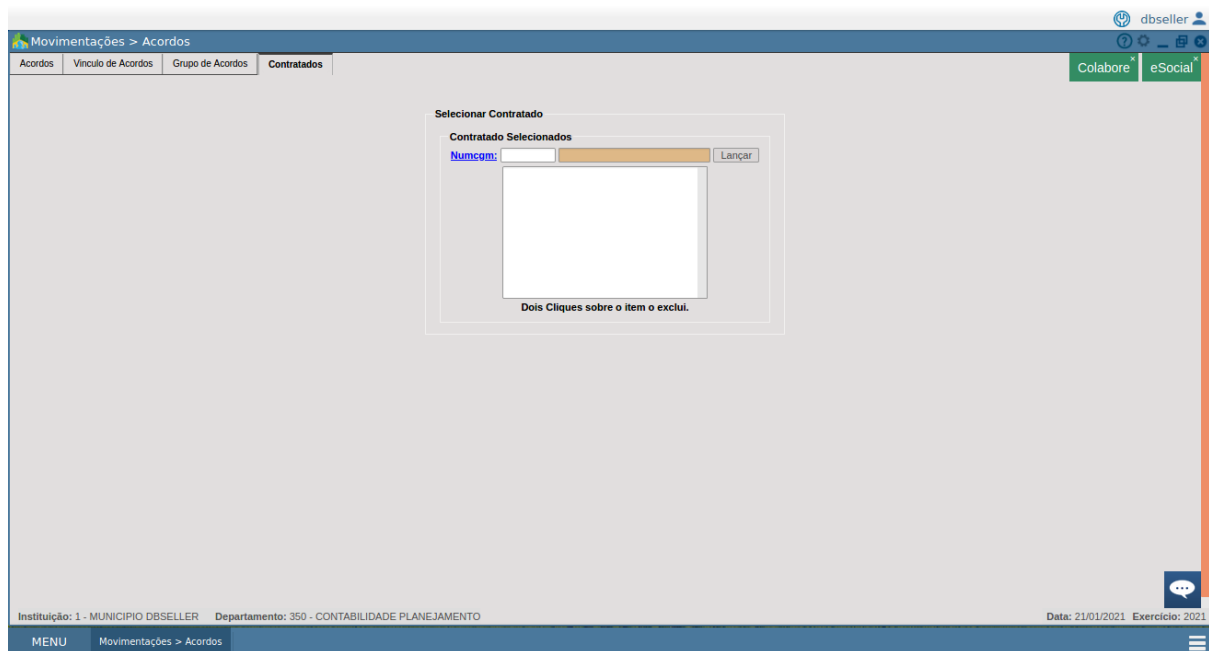 dbseller
Movimentações > Acordos
Acordos Vinculo de Acordos Grupo de Acordos Contratados
Colabore × eSocial ×
Selecionar Contratado
Contratado Selecionados
Numcgm: Lançar
Dois Cliques sobre o item o exclui.
Instituição: 1 - MUNICIPIO DBSELLER Departamento: 350 - CONTABILIDADE PLANEJAMENTO Data: 21/01/2021 Exercício: 2021
MENU Movimentações > Acordos